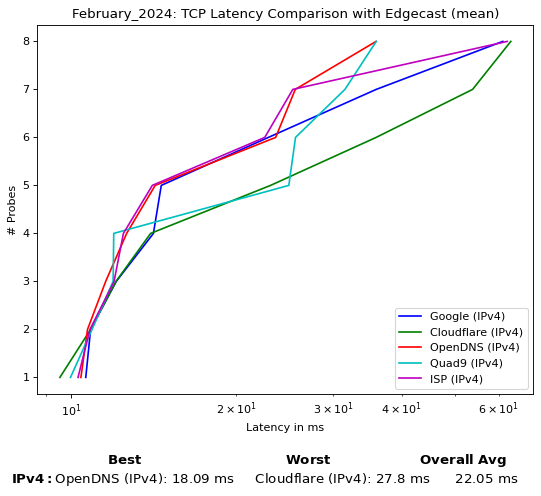 February_2024: TCP Latency Comparison with Edgecast (mean)
8
7
6
5
4
3
2
1
# Probes
Google (IPv4)
Cloudflare (IPv4)
OpenDNS (IPv4)
Quad9 (IPv4)
ISP (IPv4)
10¹ 2 × 10¹ 3 × 10¹ 4 × 10¹ 6 × 10¹
Latency in ms
Best Worst Overall Avg
IPv4: OpenDNS (IPv4): 18.09 ms Cloudflare (IPv4): 27.8 ms 22.05 ms